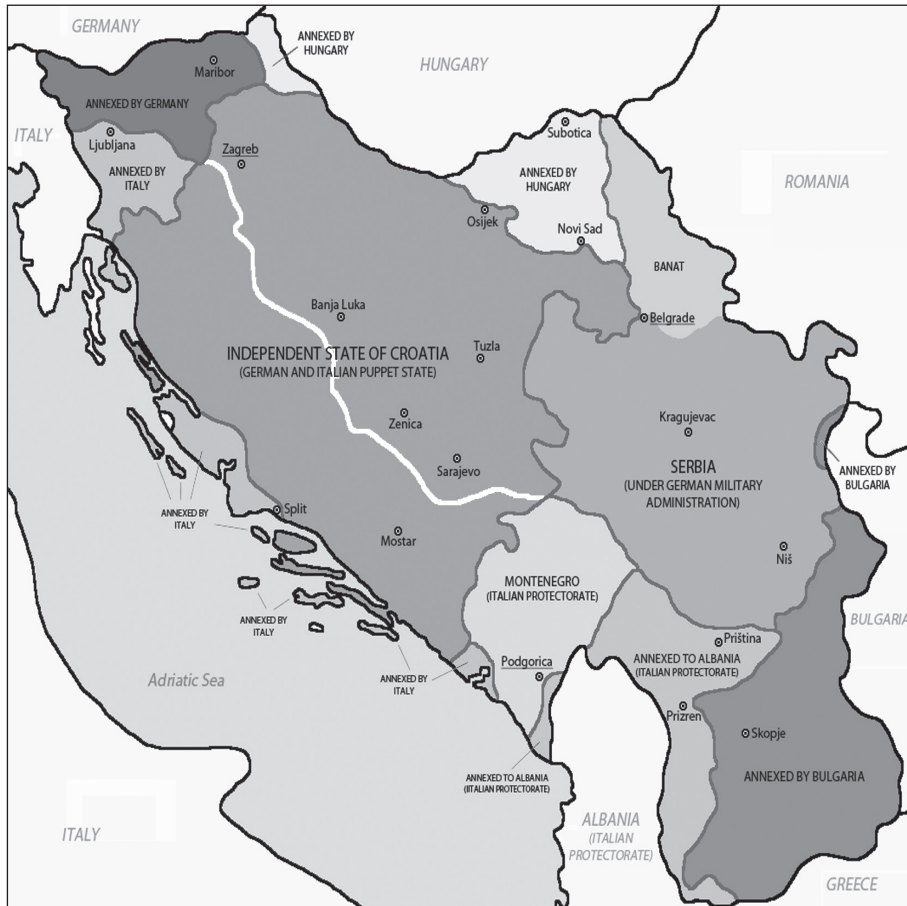 GERMANY
ANNEXED BY
HUNGARY
HUNGARY
Maribor
ANNEXED BY GERMANY
ITALY
Ljubljana
Zagreb
Subotica
ANNEXED BY
ITALY
ANNEXED BY
HUNGARY
ROMANIA
Osijek
Novi Sad
BANAT
Banja Luka
Belgrade
INDEPENDENT STATE OF CROATIA
(GERMAN AND ITALIAN PUPPET STATE)
Tuzla
Zenica
Kragujevac
Sarajevo
SERBIA
(UNDER GERMAN MILITARY
ADMINISTRATION)
ANNEXED BY
BULGARIA
ANNEXED BY
ITALY
Split
Mostar
Niš
MONTENEGRO
(ITALIAN PROTECTORATE)
ANNEXED BY
ITALY
BULGARIA
Priština
ANNEXED TO ALBANIA
(ITALIAN PROTECTORATE)
Podgorica
ANNEXED BY
ITALY
Adriatic Sea
Prizren
Skopje
ANNEXED TO ALBANIA
(IITALIAN PROTECTORATE)
ANNEXED BY BULGARIA
ITALY
ALBANIA
(ITALIAN
PROTECTORATE)
GREECE